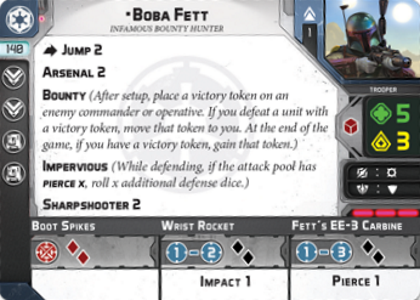 •Boba Fett
Infamous Bounty Hunter
140
1
Jump 2
Arsenal 2
Bounty (After setup, place a victory token on an
enemy commander or operative. If you defeat a unit with
a victory token, move that token to you. At the end of the
game, if you have a victory token, gain that token.)
Impervious (While defending, if the attack pool has
Pierce X, roll x additional defense dice.)
Sharpshooter 2
Trooper
5
3
Boot Spikes
Wrist Rocket
1 - 2
Impact 1
Fett's EE-3 Carbine
1 - 2
Pierce 1